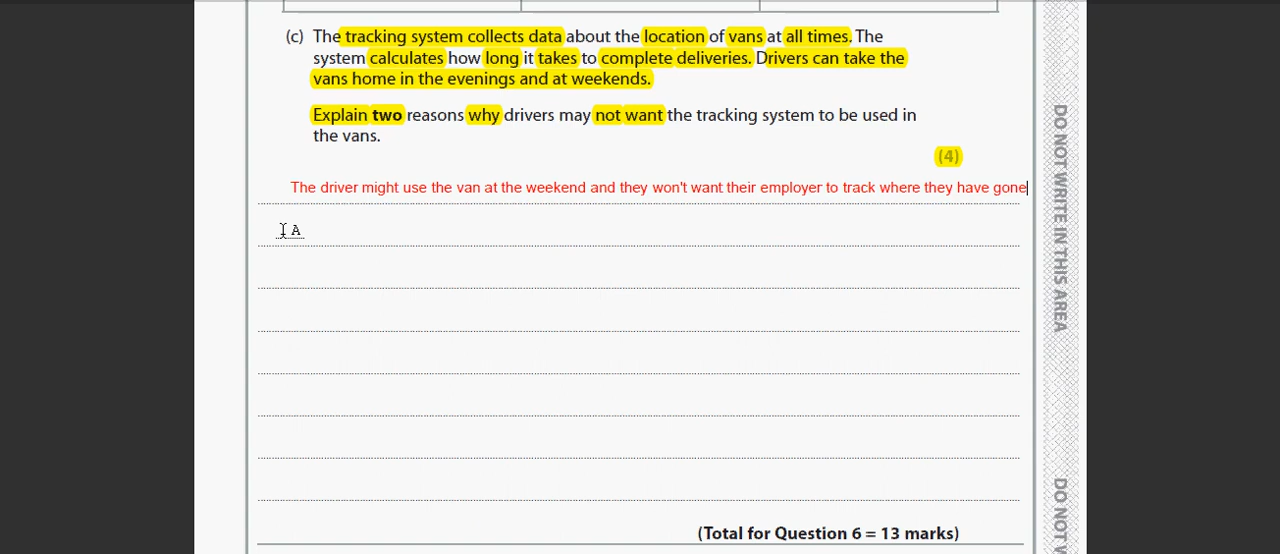 (c) The tracking system collects data about the location of vans at all times. The
system calculates how long it takes to complete deliveries. Drivers can take the
vans home in the evenings and at weekends.
Explain two reasons why drivers may not want the tracking system to be used in
the vans.
(4)
The driver might use the van at the weekend and they won't want their employer to track where they have gone
A
(Total for Question 6 = 13 marks)
DO NOT WRITE IN THIS AREA
DO NOT